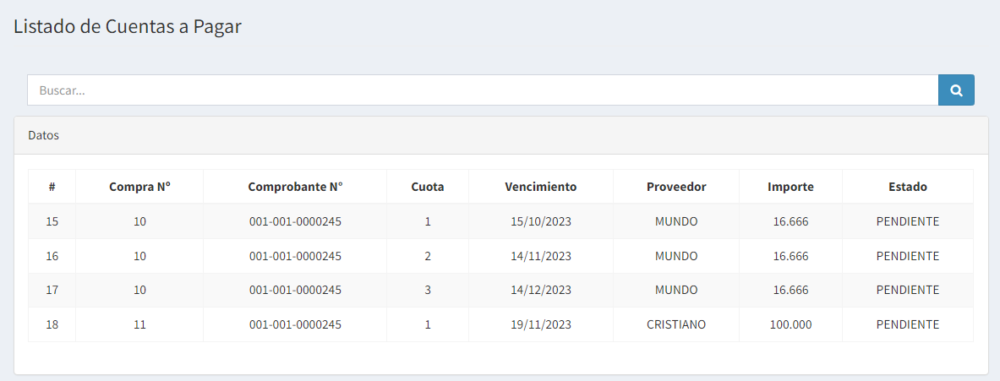 Listado de Cuentas a Pagar
Buscar...
Datos
# Compra Nº Comprobante N° Cuota Vencimiento Proveedor Importe Estado
15 10 001-001-0000245 1 15/10/2023 MUNDO 16.666 PENDIENTE
16 10 001-001-0000245 2 14/11/2023 MUNDO 16.666 PENDIENTE
17 10 001-001-0000245 3 14/12/2023 MUNDO 16.666 PENDIENTE
18 11 001-001-0000245 1 19/11/2023 CRISTIANO 100.000 PENDIENTE